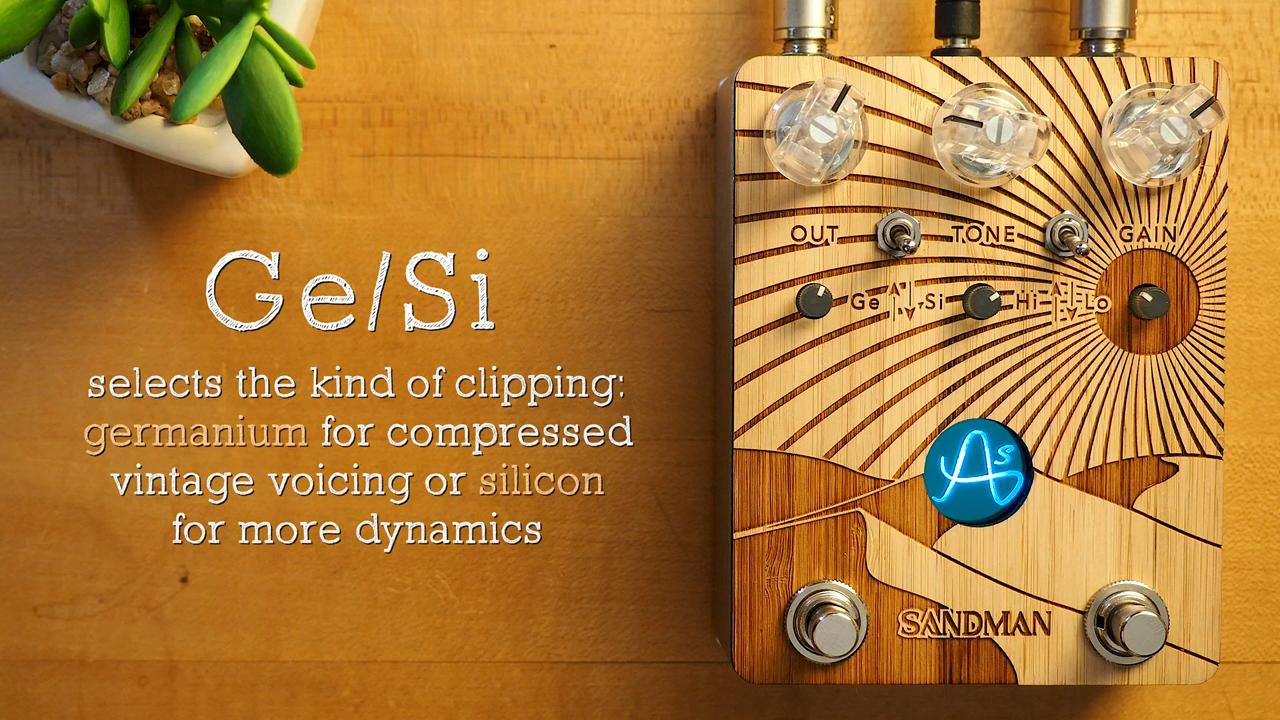 Ge/Si
selects the kind of clipping:
germanium for compressed
vintage voicing or silicon
for more dynamics
OUT TONE GAIN
Ge Si Hi Lo
As
SANDMAN